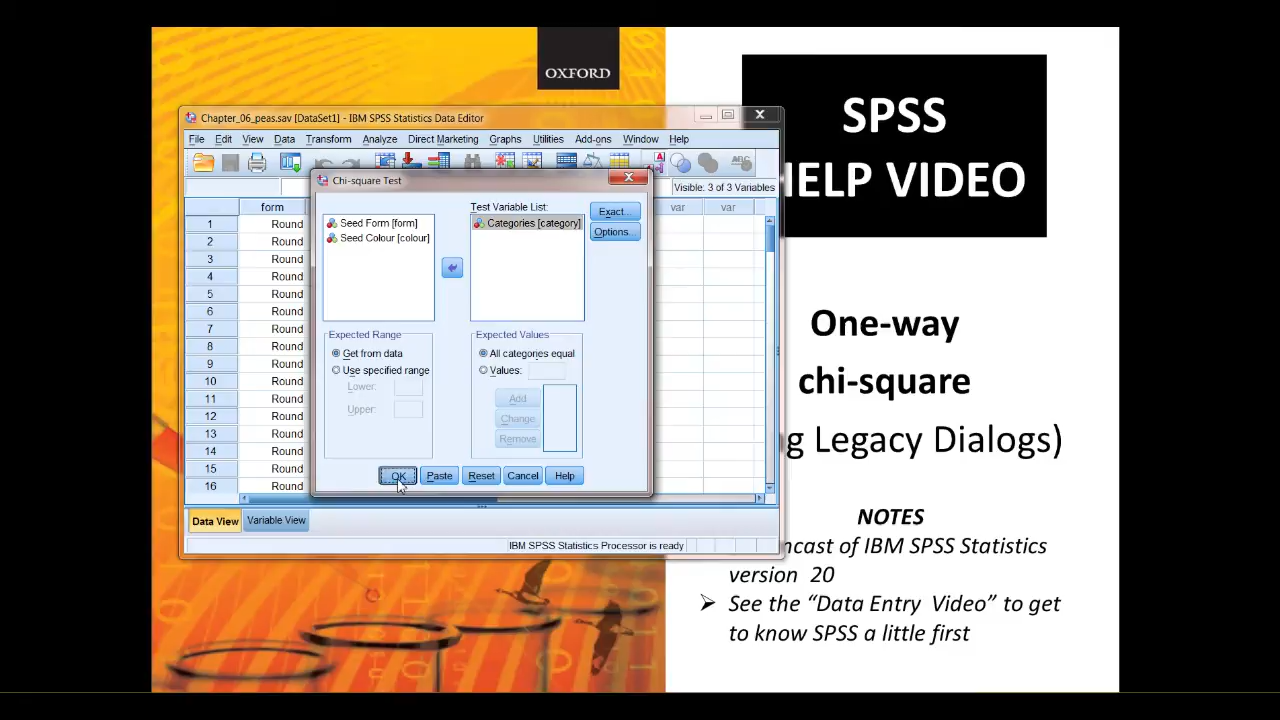 OXFORD
SPSS
HELP VIDEO
One-way
chi-square
g Legacy Dialogs)
NOTES
ncast of IBM SPSS Statistics
version 20
➢ See the “Data Entry Video” to get
to know SPSS a little first
Chapter_06_peas.sav [DataSet1] - IBM SPSS Statistics Data Editor
File Edit View Data Transform Analyze Direct Marketing Graphs Utilities Add-ons Window Help
Visible: 3 of 3 Variables
form var var
1 Round
2 Round
3 Round
4 Round
5 Round
6 Round
7 Round
8 Round
9 Round
10 Round
11 Round
12 Round
13 Round
14 Round
15 Round
16 Round
Data View Variable View
IBM SPSS Statistics Processor is ready
Chi-square Test
Test Variable List:
Seed Form [form]
Seed Colour [colour]
Categories [category]
Exact...
Options...
Expected Range
Get from data
Use specified range
Lower:
Upper:
Expected Values
All categories equal
Values:
Add
Change
Remove
OK Paste Reset Cancel Help